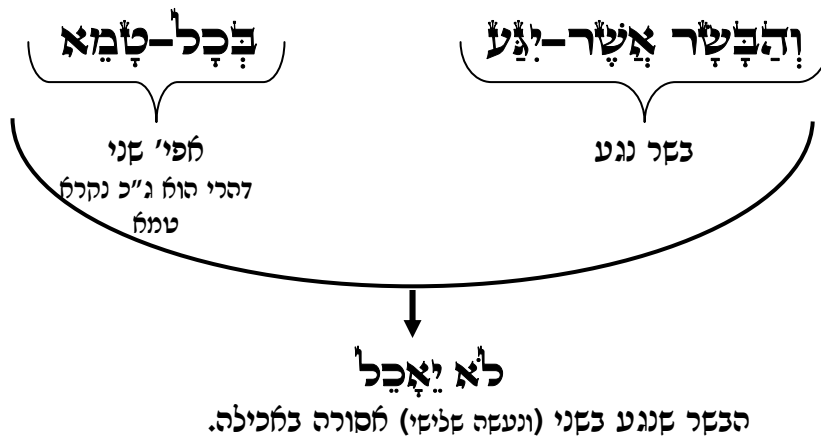 וְהַבָּשָׂר אֲשֶׁר-יִגַּע בְּכָל-טָמֵא
בשר נגע
אפי' שני
דהרי הוא ג"כ נקרא
טמא
לֹא יֵאָכֵל
הבשר שנגע בשני (ונעשה שלישי) אסורה באכילה.